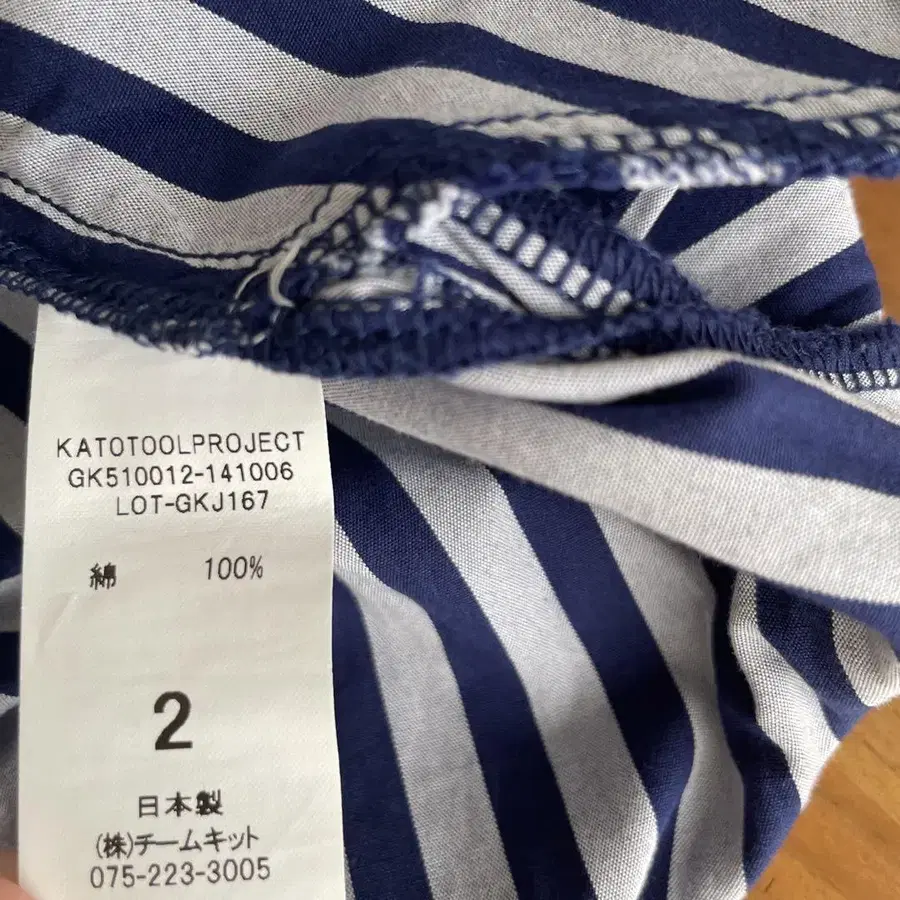 KATOTOOLPROJECT
GK510012-141006
LOT-GKJ167
綿 100%
2
日本製
(株)チームキット
075-223-3005